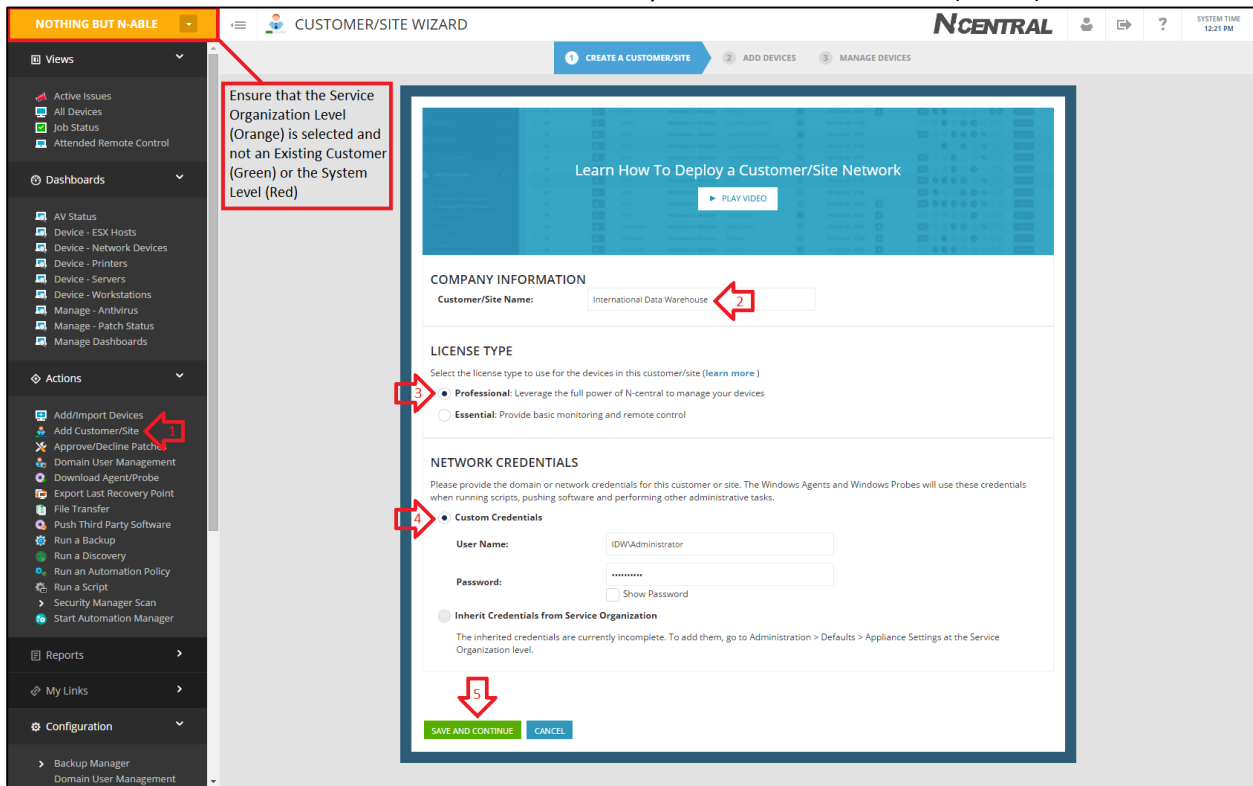 NOTHING BUT N-ABLE
CUSTOMER/SITE WIZARD
NCENTRAL
?
SYSTEM TIME
12:21 PM
1 CREATE A CUSTOMER/SITE
2 ADD DEVICES
3 MANAGE DEVICES
Views
Active Issues
All Devices
Job Status
Attended Remote Control
Dashboards
AV Status
Device - ESX Hosts
Device - Network Devices
Device - Printers
Device - Servers
Device - Workstations
Manage - Antivirus
Manage - Patch Status
Manage Dashboards
Actions
Add/Import Devices
Add Customer/Site
1
Approve/Decline Patches
Domain User Management
Download Agent/Probe
Export Last Recovery Point
File Transfer
Push Third Party Software
Run a Backup
Run a Discovery
Run an Automation Policy
Run a Script
Security Manager Scan
Start Automation Manager
Reports
My Links
Configuration
Backup Manager
Domain User Management
Ensure that the Service
Organization Level
(Orange) is selected and
not an Existing Customer
(Green) or the System
Level (Red)
Learn How To Deploy a Customer/Site Network
PLAY VIDEO
COMPANY INFORMATION
Customer/Site Name:
International Data Warehouse
2
LICENSE TYPE
Select the license type to use for the devices in this customer/site (learn more )
3
Professional: Leverage the full power of N-central to manage your devices
Essential: Provide basic monitoring and remote control
NETWORK CREDENTIALS
Please provide the domain or network credentials for this customer or site. The Windows Agents and Windows Probes will use these credentials
when running scripts, pushing software and performing other administrative tasks.
4
Custom Credentials
User Name:
IDW\Administrator
Password:
••••••••••
Show Password
Inherit Credentials from Service Organization
The inherited credentials are currently incomplete. To add them, go to Administration > Defaults > Appliance Settings at the Service
Organization level.
5
SAVE AND CONTINUE
CANCEL